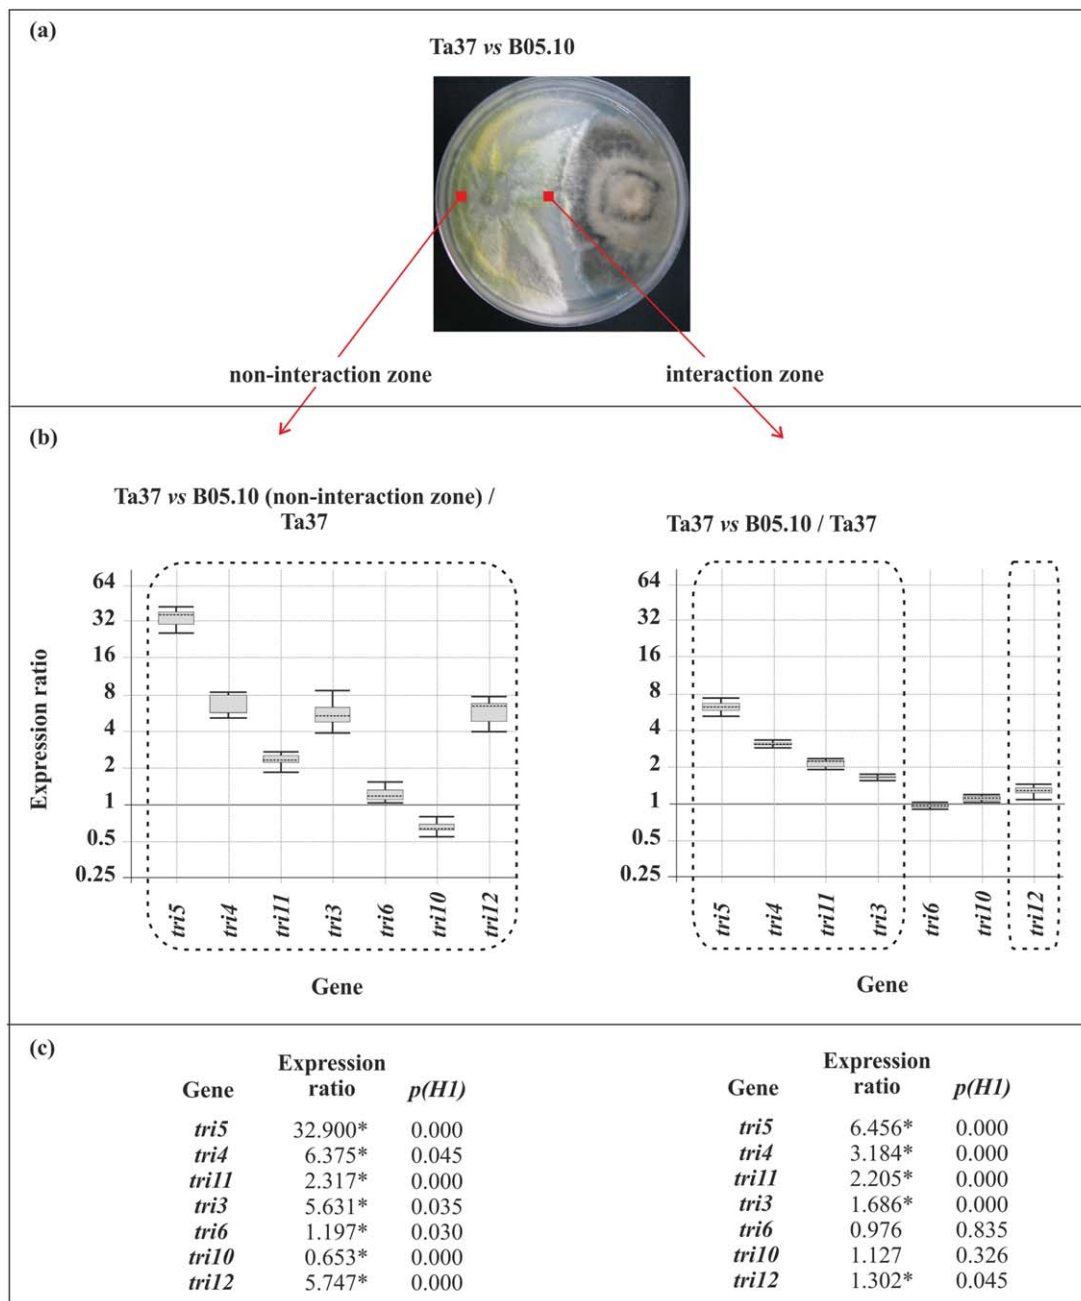 (a)
Ta37 vs B05.10
non-interaction zone
interaction zone
(b)
Ta37 vs B05.10 (non-interaction zone) /
Ta37
Expression ratio
64
32
16
8
4
2
1
0.5
0.25
tri5
tri4
tri11
tri3
tri6
tri10
tri12
Gene
Ta37 vs B05.10 / Ta37
64
32
16
8
4
2
1
0.5
0.25
tri5
tri4
tri11
tri3
tri6
tri10
tri12
Gene
(c)
Expression
Gene ratio p(H1)
tri5 32.900* 0.000
tri4 6.375* 0.045
tri11 2.317* 0.000
tri3 5.631* 0.035
tri6 1.197* 0.030
tri10 0.653* 0.000
tri12 5.747* 0.000
Expression
Gene ratio p(H1)
tri5 6.456* 0.000
tri4 3.184* 0.000
tri11 2.205* 0.000
tri3 1.686* 0.000
tri6 0.976 0.835
tri10 1.127 0.326
tri12 1.302* 0.045